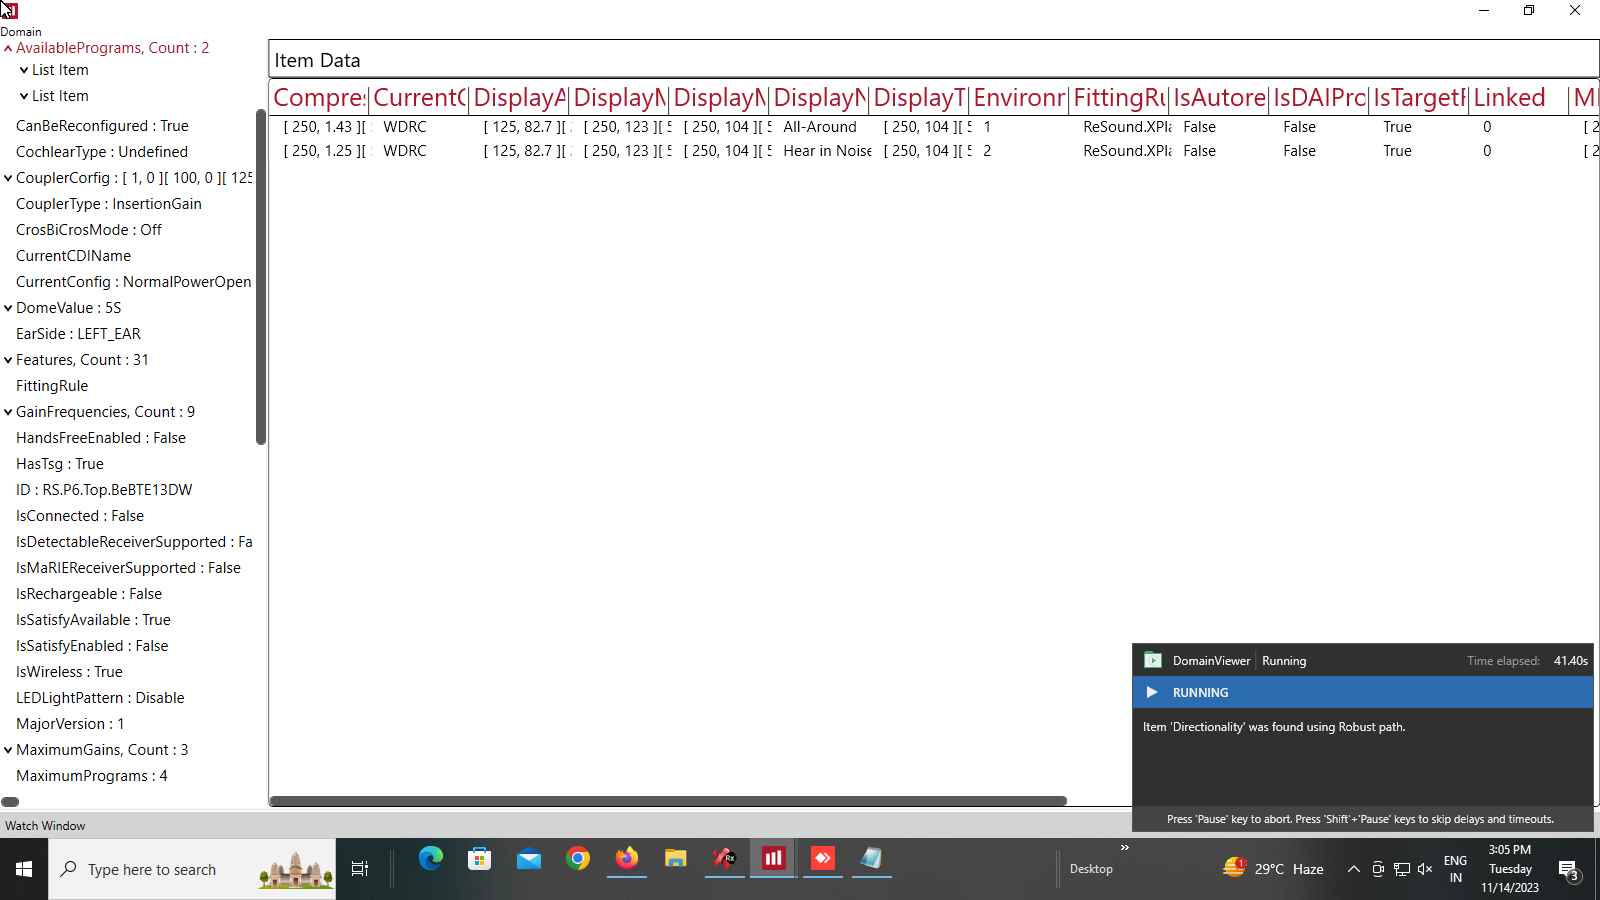 Domain
AvailablePrograms, Count : 2
List Item
List Item
CanBeReconfigured : True
CochlearType : Undefined
CouplerCorfig : [ 1, 0 ][ 100, 0 ][ 125
CouplerType : InsertionGain
CrosBiCrosMode : Off
CurrentCDIName
CurrentConfig : NormalPowerOpen
DomeValue : 5S
EarSide : LEFT_EAR
Features, Count : 31
FittingRule
GainFrequencies, Count : 9
HandsFreeEnabled : False
HasTsg : True
ID : RS.P6.Top.BeBTE13DW
IsConnected : False
IsDetectableReceiverSupported : Fa
IsMaRIEReceiverSupported : False
IsRechargeable : False
IsSatisfyAvailable : True
IsSatisfyEnabled : False
IsWireless : True
LEDLightPattern : Disable
MajorVersion : 1
MaximumGains, Count : 3
MaximumPrograms : 4
Item Data
Compre CurrentC DisplayA DisplayM DisplayM DisplayN DisplayT Environr FittingRu IsAutore IsDAIPro IsTargetF Linked MI
[ 250, 1.43 ][ WDRC [ 125, 82.7 ][ [ 250, 123 ][ 5 [ 250, 104 ][ 5 All-Around [ 250, 104 ][ 5 1 ReSound.XPla False False True 0 [ 2
[ 250, 1.25 ][ WDRC [ 125, 82.7 ][ [ 250, 123 ][ 5 [ 250, 104 ][ 5 Hear in Noise [ 250, 104 ][ 5 2 ReSound.XPla False False True 0 [ 2
DomainViewer Running Time elapsed: 41.40s
RUNNING
Item 'Directionality' was found using Robust path.
Press 'Pause' key to abort. Press 'Shift'+'Pause' keys to skip delays and timeouts.
Watch Window
Type here to search
Rx
Desktop
»
1
29°C Haze
ENG
IN
3:05 PM
Tuesday
11/14/2023
3